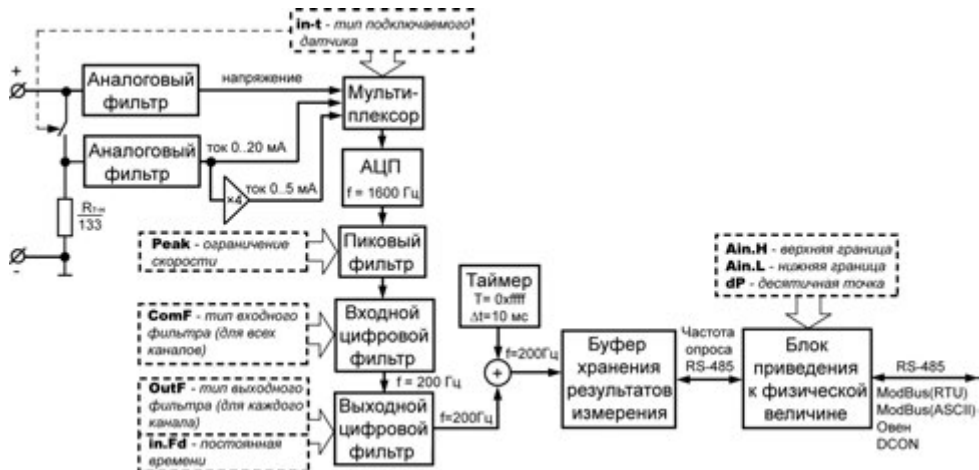 in-t - тип подключаемого
датчика
+
Аналоговый
фильтр
напряжение
Мульти-
плексор
Аналоговый
фильтр
ток 0..20 мА
×4
ток 0..5 мА
АЦП
f = 1600 Гц
133
-
Peak - ограничение
скорости
Пиковый
фильтр
ComF - тип входного
фильтра (для всех
каналов)
Входной
цифровой
фильтр
f = 200 Гц
OutF - тип выходного
фильтра (для каждого
канала)
in.Fd - постоянная
времени
Выходной
цифровой
фильтр
f=200Гц
Таймер
T= 0xffff
Δt=10 мс
+
f=200Гц
Буфер
хранения
результатов
измерения
Частота
опроса
RS-485
Ain.H - верхняя граница
Ain.L - нижняя граница
dP - десятичная точка
Блок
приведения
к физической
величине
RS-485
ModBus(RTU)
ModBus(ASCII)
Овен
DCON